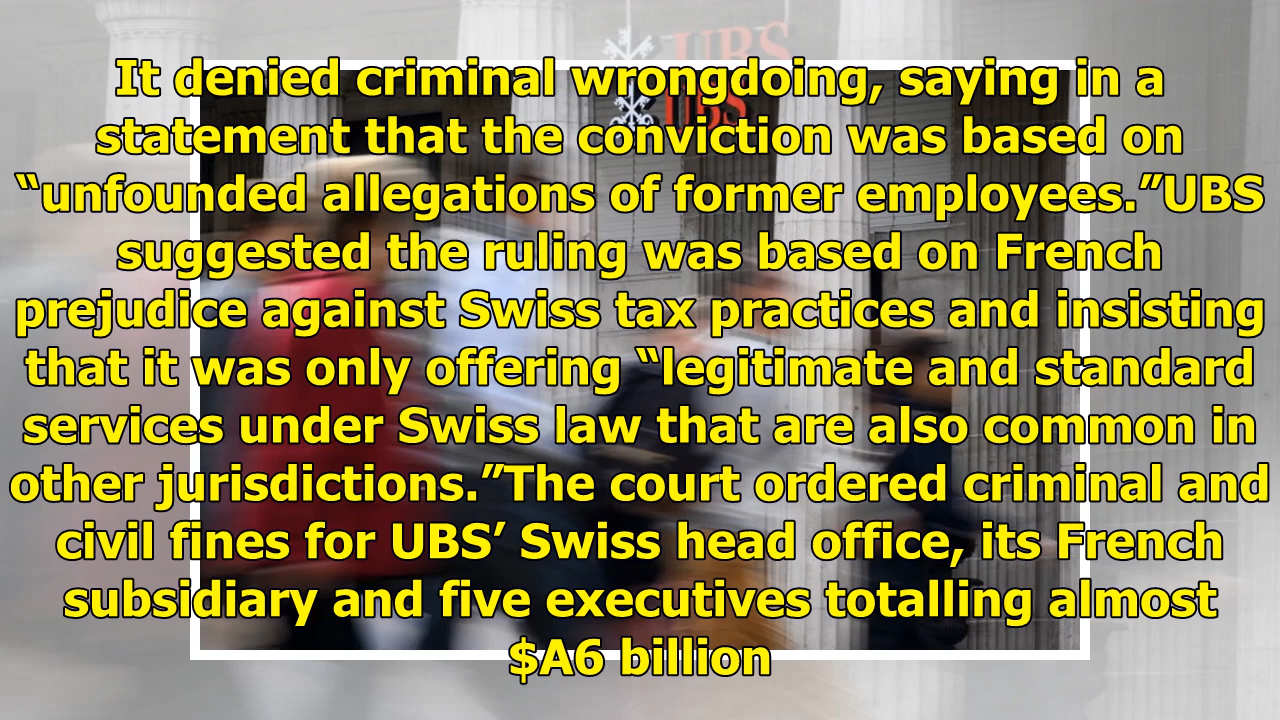 UBS
UBS
It denied criminal wrongdoing, saying in a
statement that the conviction was based on
“unfounded allegations of former employees.”UBS
suggested the ruling was based on French
prejudice against Swiss tax practices and insisting
that it was only offering “legitimate and standard
services under Swiss law that are also common in
other jurisdictions.”The court ordered criminal and
civil fines for UBS’ Swiss head office, its French
subsidiary and five executives totalling almost
$A6 billion